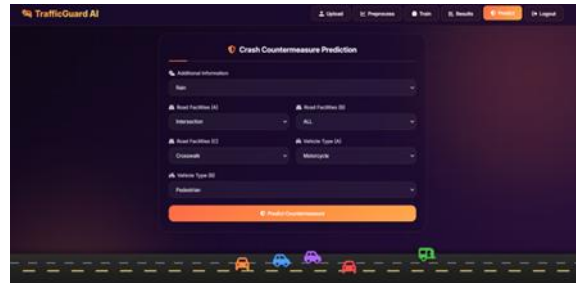 TrafficGuard AI
Upload
Preprocess
Train
Results
Predict
Logout
Crash Countermeasure Prediction
Additional Information
Rain
Road Facilities (A)
Road Facilities (B)
Intersection
ALL
Road Facilities (C)
Vehicle Type (A)
Crosswalk
Motorcycle
Vehicle Type (B)
Pedestrian
Predict Countermeasure